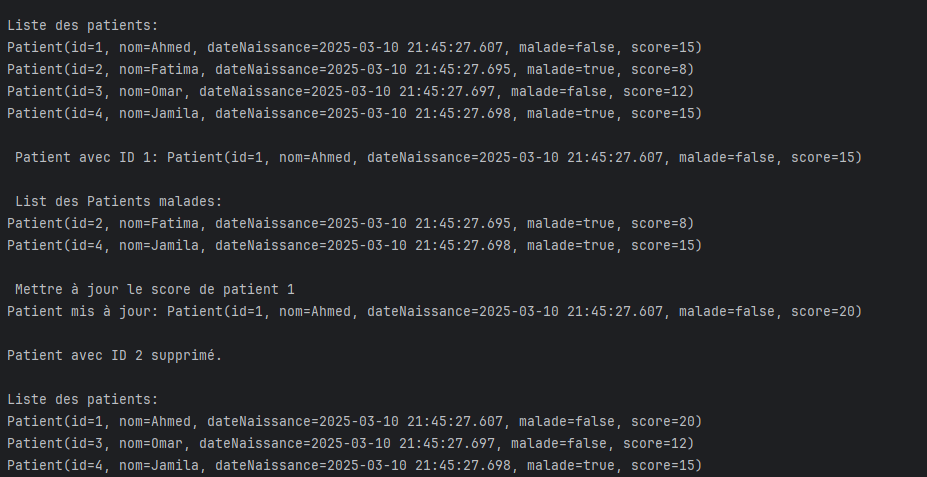 Liste des patients:
Patient(id=1, nom=Ahmed, dateNaissance=2025-03-10 21:45:27.607, malade=false, score=15)
Patient(id=2, nom=Fatima, dateNaissance=2025-03-10 21:45:27.695, malade=true, score=8)
Patient(id=3, nom=Omar, dateNaissance=2025-03-10 21:45:27.697, malade=false, score=12)
Patient(id=4, nom=Jamila, dateNaissance=2025-03-10 21:45:27.698, malade=true, score=15)
Patient avec ID 1: Patient(id=1, nom=Ahmed, dateNaissance=2025-03-10 21:45:27.607, malade=false, score=15)
List des Patients malades:
Patient(id=2, nom=Fatima, dateNaissance=2025-03-10 21:45:27.695, malade=true, score=8)
Patient(id=4, nom=Jamila, dateNaissance=2025-03-10 21:45:27.698, malade=true, score=15)
Mettre à jour le score de patient 1
Patient mis à jour: Patient(id=1, nom=Ahmed, dateNaissance=2025-03-10 21:45:27.607, malade=false, score=20)
Patient avec ID 2 supprimé.
Liste des patients:
Patient(id=1, nom=Ahmed, dateNaissance=2025-03-10 21:45:27.607, malade=false, score=20)
Patient(id=3, nom=Omar, dateNaissance=2025-03-10 21:45:27.697, malade=false, score=12)
Patient(id=4, nom=Jamila, dateNaissance=2025-03-10 21:45:27.698, malade=true, score=15)